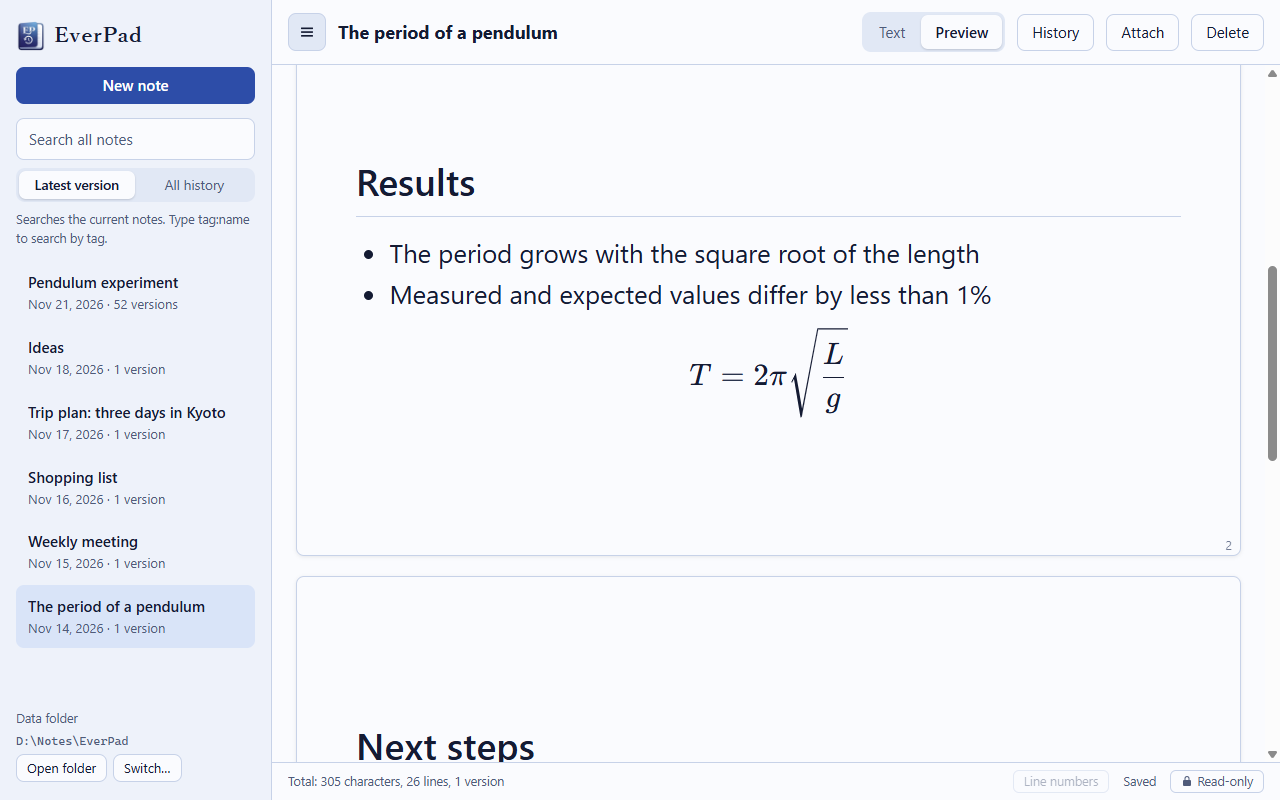 EverPad
New note
Search all notes
Latest version
All history
Searches the current notes. Type tag:name
to search by tag.
Pendulum experiment
Nov 21, 2026 · 52 versions
Ideas
Nov 18, 2026 · 1 version
Trip plan: three days in Kyoto
Nov 17, 2026 · 1 version
Shopping list
Nov 16, 2026 · 1 version
Weekly meeting
Nov 15, 2026 · 1 version
The period of a pendulum
Nov 14, 2026 · 1 version
Data folder
D:\Notes\EverPad
Open folder
Switch...
The period of a pendulum
Text
Preview
History
Attach
Delete
Results
• The period grows with the square root of the length
• Measured and expected values differ by less than 1%
T = 2π√(L/g)
2
Next steps
Total: 305 characters, 26 lines, 1 version
Line numbers
Saved
Read-only